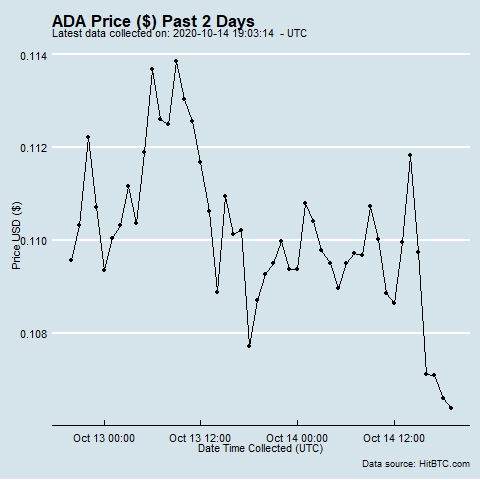 ADA Price ($) Past 2 Days
Latest data collected on: 2020-10-14 19:03:14 - UTC
0.114
0.112
0.110
0.108
Price USD ($)
Oct 13 00:00 Oct 13 12:00 Oct 14 00:00 Oct 14 12:00
Date Time Collected (UTC)
Data source: HitBTC.com